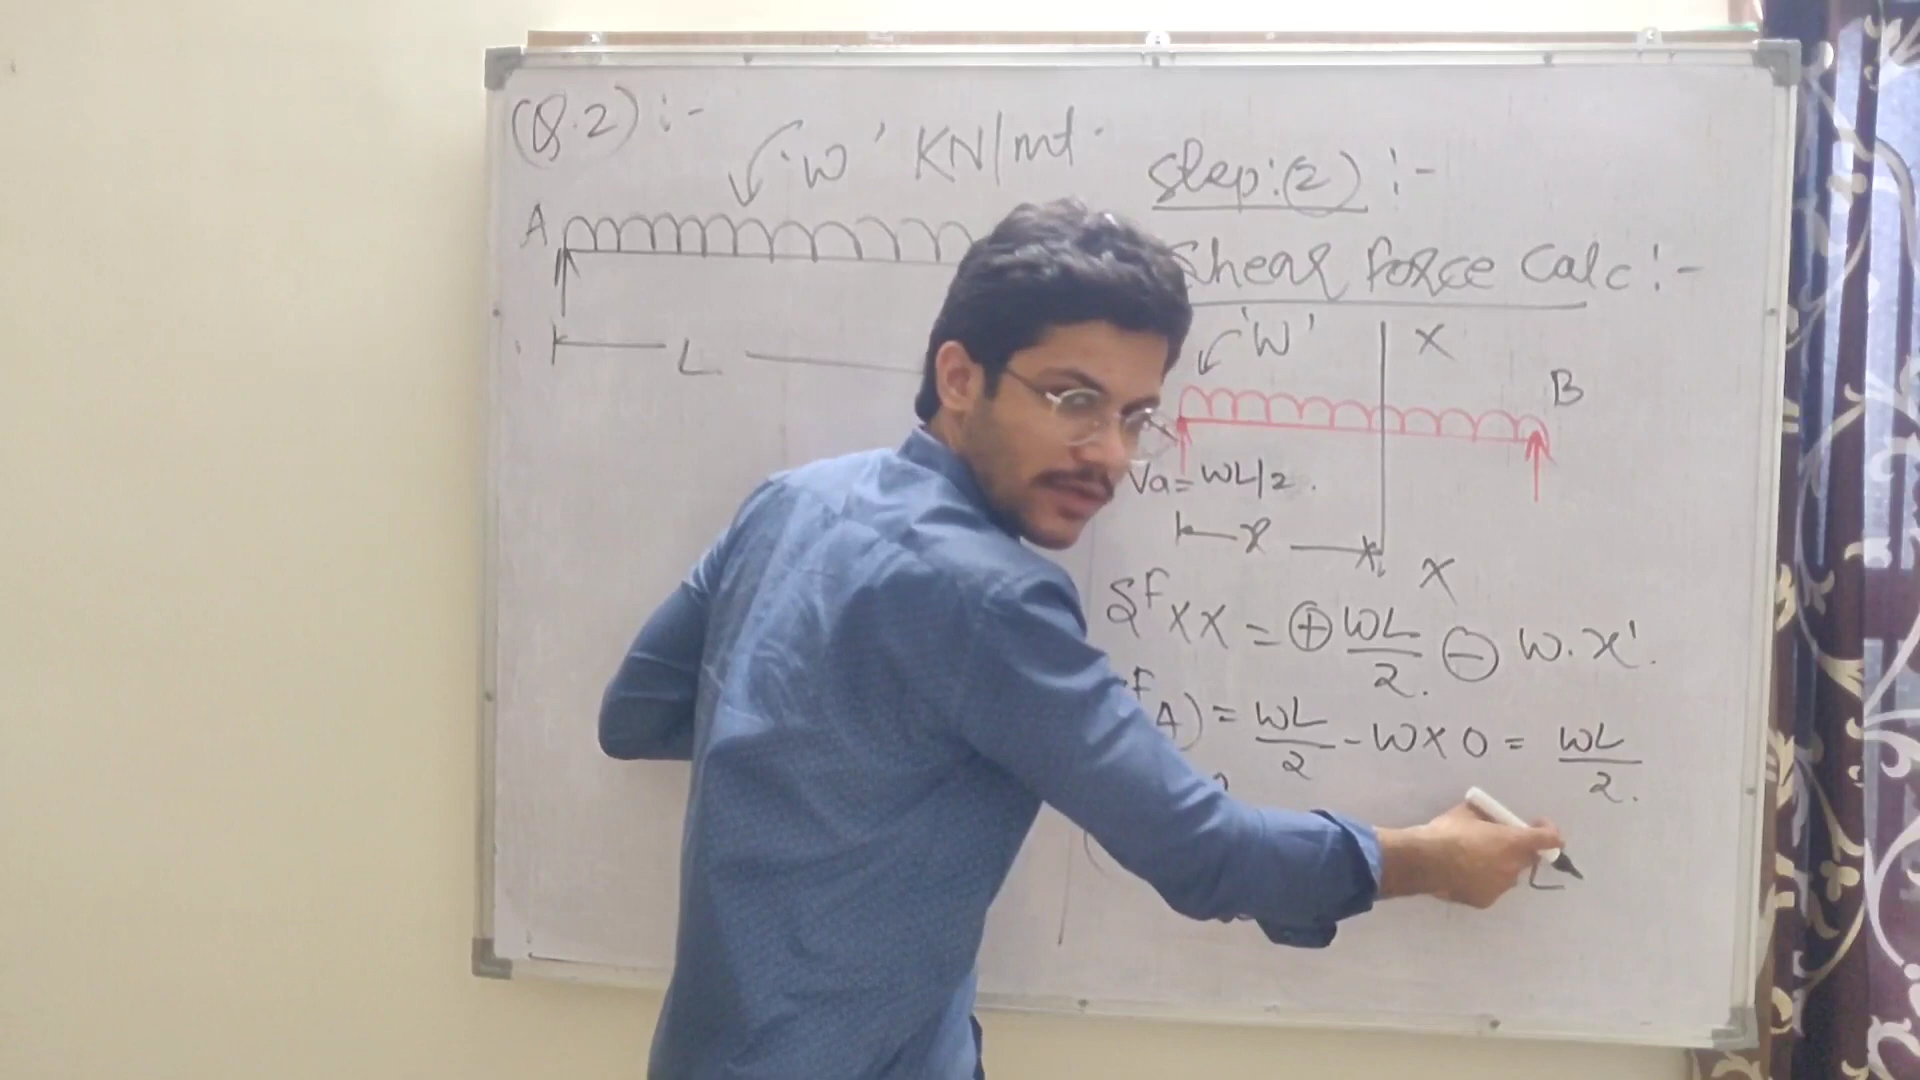 (Q.2) :-
'w' KN/mt.
A
L
Step:(2) :-
Shear force Calc :-
'W' X
B
Va = WL/2 .
x
X
SFxx = ⊕ WL/2 . ⊖ W. x' .
F A) = WL/2 - W X 0 = WL/2 .
L